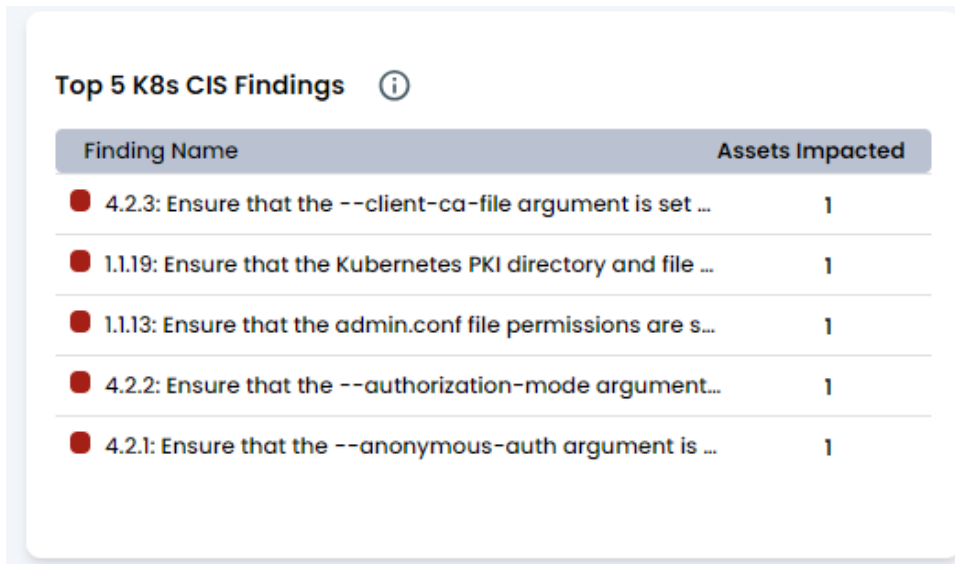 Top 5 K8s CIS Findings
Finding Name Assets Impacted
4.2.3: Ensure that the --client-ca-file argument is set ... 1
1.1.19: Ensure that the Kubernetes PKI directory and file ... 1
1.1.13: Ensure that the admin.conf file permissions are s... 1
4.2.2: Ensure that the --authorization-mode argument... 1
4.2.1: Ensure that the --anonymous-auth argument is ... 1